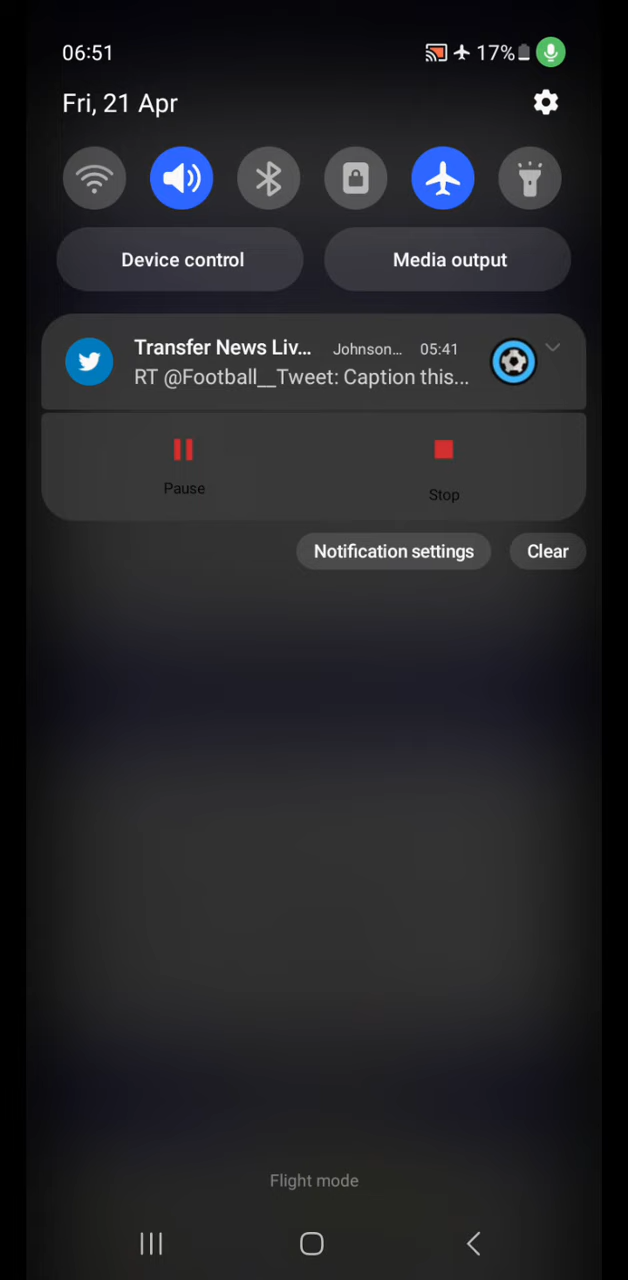 06:51 17%
Fri, 21 Apr
Device control Media output
Transfer News Liv... Johnson... 05:41
RT @Football__Tweet: Caption this...
Pause Stop
Notification settings Clear
Flight mode